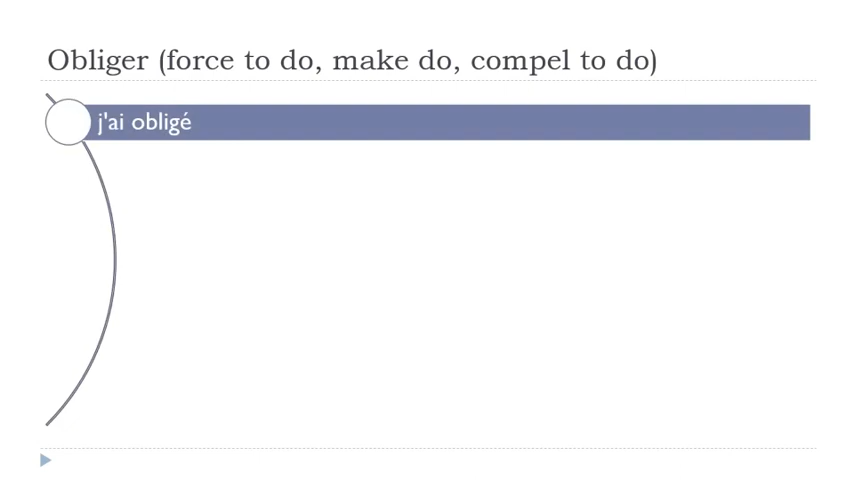 Obliger (force to do, make do, compel to do)
j'ai obligé